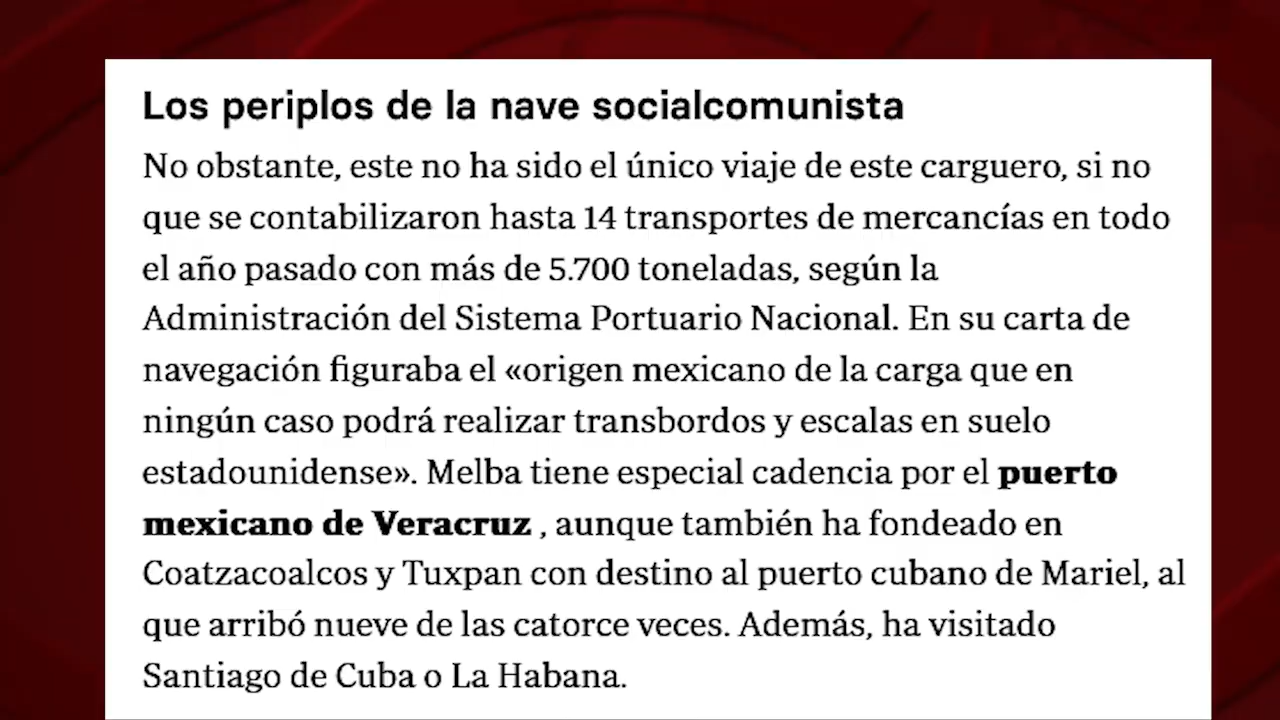 Los periplos de la nave socialcomunista
No obstante, este no ha sido el único viaje de este carguero, si no
que se contabilizaron hasta 14 transportes de mercancías en todo
el año pasado con más de 5.700 toneladas, según la
Administración del Sistema Portuario Nacional. En su carta de
navegación figuraba el «origen mexicano de la carga que en
ningún caso podrá realizar transbordos y escalas en suelo
estadounidense». Melba tiene especial cadencia por el puerto
mexicano de Veracruz , aunque también ha fondeado en
Coatzacoalcos y Tuxpan con destino al puerto cubano de Mariel, al
que arribó nueve de las catorce veces. Además, ha visitado
Santiago de Cuba o La Habana.